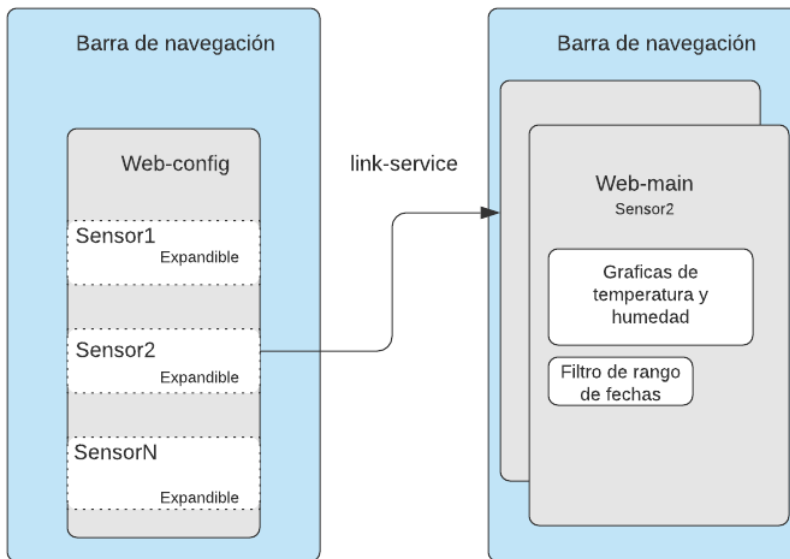 Barra de navegación
Web-config
Sensor1
Expandible
Sensor2
Expandible
SensorN
Expandible
link-service
Barra de navegación
Web-main
Sensor2
Graficas de
temperatura y
humedad
Filtro de rango
de fechas